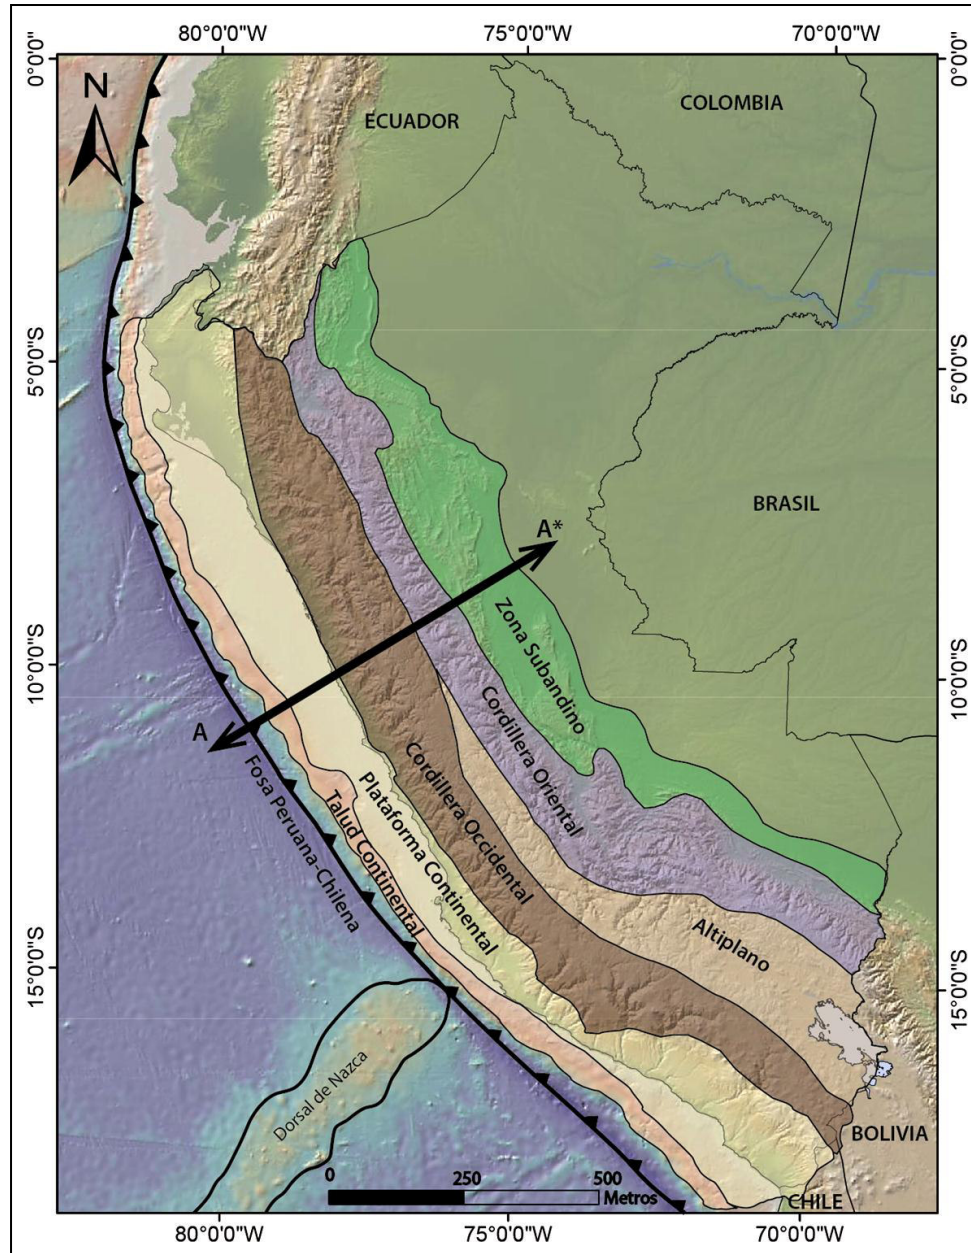 80°0'0"W 75°0'0"W 70°0'0"W
0°0'0"
0°0'0"
N
COLOMBIA
ECUADOR
5°0'0"S
5°0'0"S
BRASIL
A*
Zona Subandino
10°0'0"S
10°0'0"S
A
Cordillera Oriental
Cordillera Occidental
Plataforma Continental
Talud Continental
Fosa Peruana-Chilena
Altiplano
15°0'0"S
15°0'0"S
Dorsal de Nazca
BOLIVIA
0 250 500
Metros
CHILE
80°0'0"W 75°0'0"W 70°0'0"W